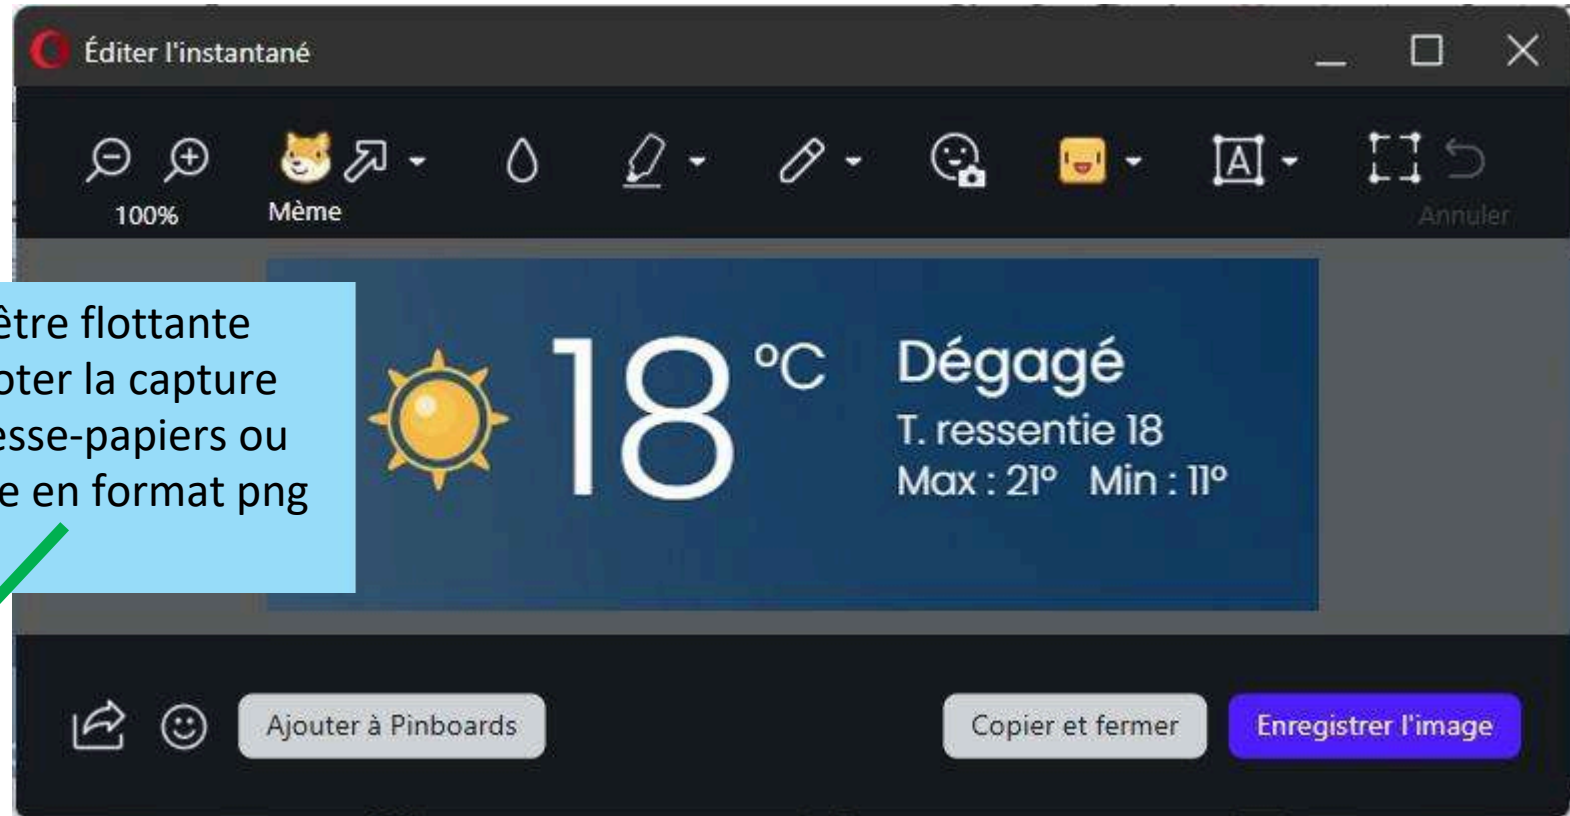 Éditer l'instantané
100%
Mème
A
Annuler
être flottante
oter la capture
esse-papiers ou
e en format png
18 °C
Dégagé
T. ressentie 18
Max : 21° Min : 11°
Ajouter à Pinboards
Copier et fermer
Enregistrer l'image